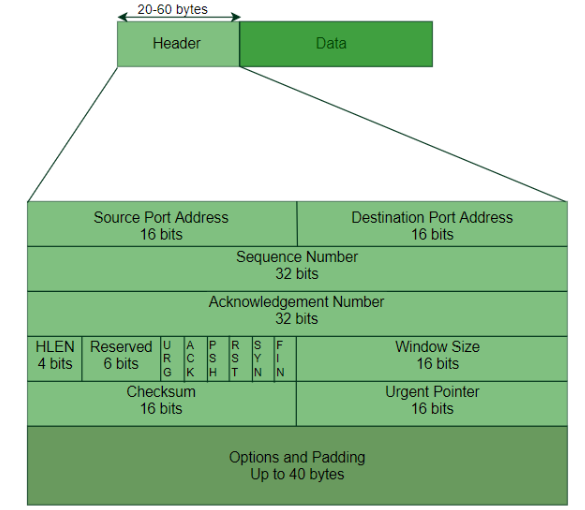 20-60 bytes
Header
Data
Source Port Address
16 bits
Destination Port Address
16 bits
Sequence Number
32 bits
Acknowledgement Number
32 bits
HLEN
4 bits
Reserved
6 bits
URG
ACK
PSH
RST
SYN
FIN
Window Size
16 bits
Checksum
16 bits
Urgent Pointer
16 bits
Options and Padding
Up to 40 bytes